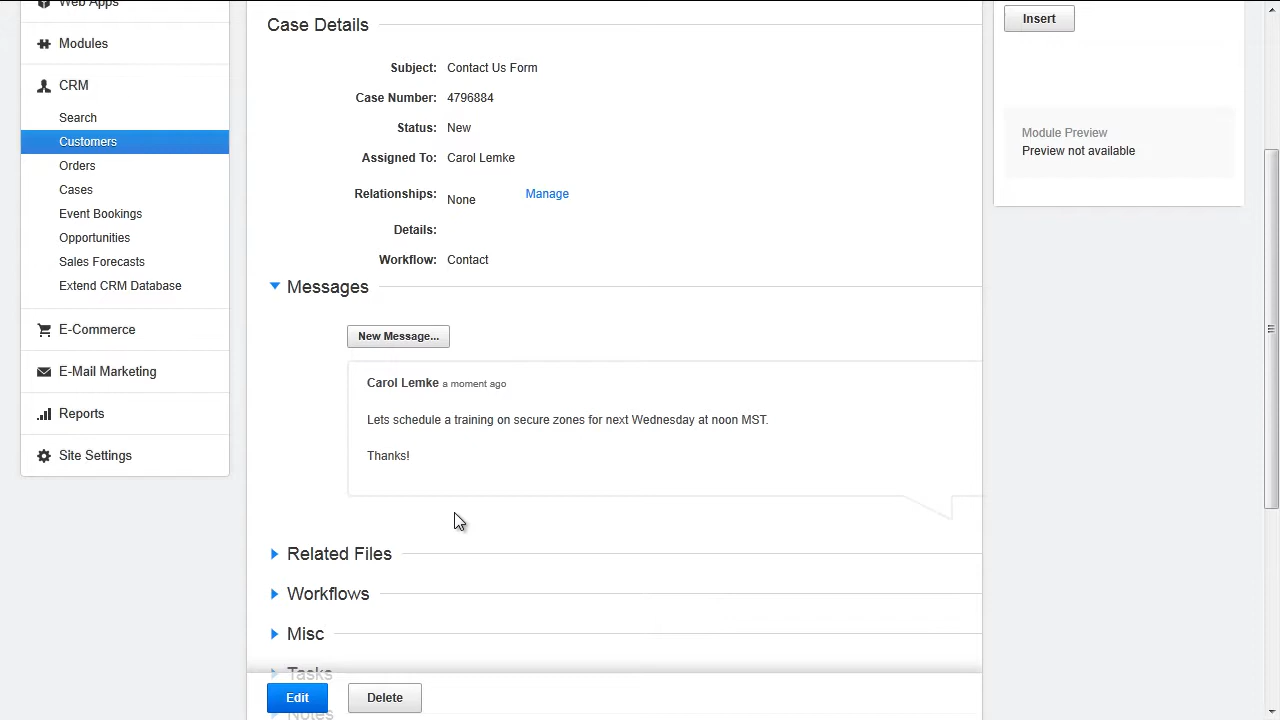 Web Apps
Modules
CRM
Search
Customers
Orders
Cases
Event Bookings
Opportunities
Sales Forecasts
Extend CRM Database
E-Commerce
E-Mail Marketing
Reports
Site Settings
Case Details
Subject: Contact Us Form
Case Number: 4796884
Status: New
Assigned To: Carol Lemke
Relationships: None Manage
Details:
Workflow: Contact
Messages
New Message...
Carol Lemke a moment ago
Lets schedule a training on secure zones for next Wednesday at noon MST.
Thanks!
Related Files
Workflows
Misc
Tasks
Notes
Edit Delete
Insert
Module Preview
Preview not available